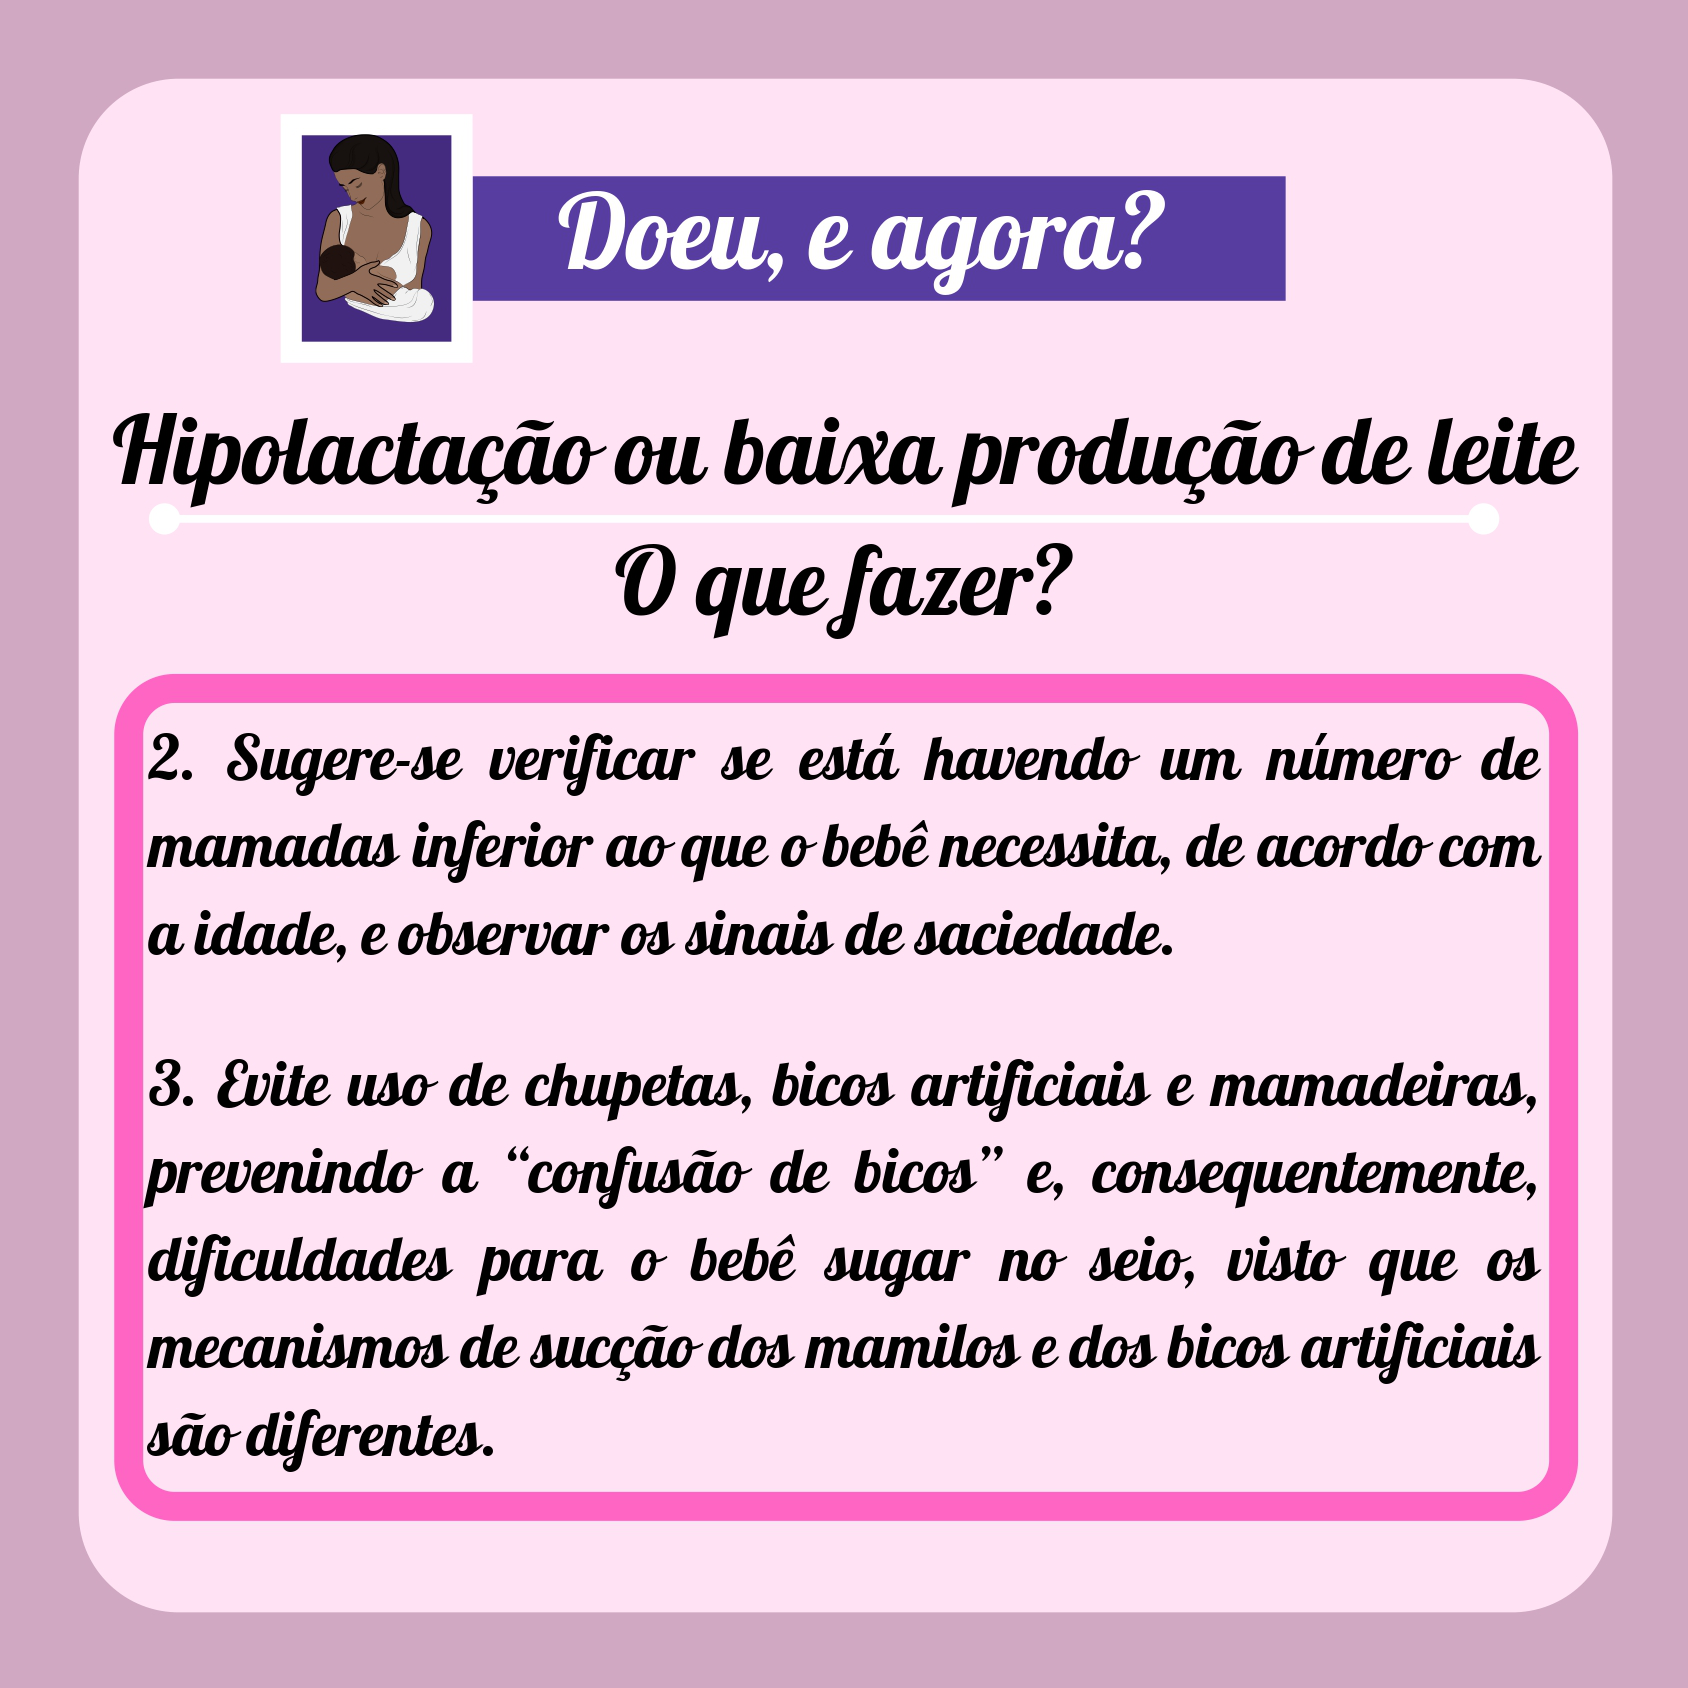 Doeu, e agora?
Hipolactação ou baixa produção de leite
O que fazer?
2. Sugere-se verificar se está havendo um número de
mamadas inferior ao que o bebê necessita, de acordo com
a idade, e observar os sinais de saciedade.
3. Evite uso de chupetas, bicos artificiais e mamadeiras,
prevenindo a “confusão de bicos” e, consequentemente,
dificuldades para o bebê sugar no seio, visto que os
mecanismos de sucção dos mamilos e dos bicos artificiais
são diferentes.